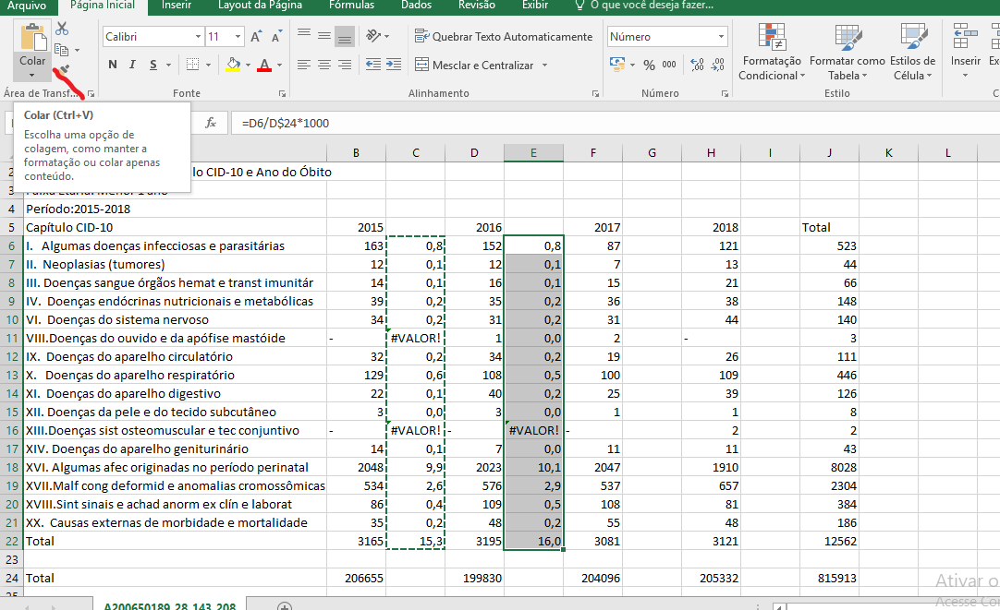 Arquivo Página Inicial Inserir Layout da Página Fórmulas Dados Revisão Exibir O que você deseja fazer...
Colar
Calibri 11
N I S
Quebrar Texto Automaticamente
Mesclar e Centralizar
Número
% 000
Formatação Condicional
Formatar como Tabela
Estilos de Célula
Inserir
Área de Transf... Fonte Alinhamento Número Estilo
Colar (Ctrl+V)
Escolha uma opção de
colagem, como manter a
formatação ou colar apenas
conteúdo.
fx =D6/D$24*1000
B C D E F G H I J K L
2 lo CID-10 e Ano do Óbito
3
4 Período:2015-2018
5 Capítulo CID-10 2015 2016 2017 2018 Total
6 I. Algumas doenças infecciosas e parasitárias 163 0,8 152 0,8 87 121 523
7 II. Neoplasias (tumores) 12 0,1 12 0,1 7 13 44
8 III. Doenças sangue órgãos hemat e transt imunitár 14 0,1 16 0,1 15 21 66
9 IV. Doenças endócrinas nutricionais e metabólicas 39 0,2 35 0,2 36 38 148
10 VI. Doenças do sistema nervoso 34 0,2 31 0,2 31 44 140
11 VIII.Doenças do ouvido e da apófise mastóide - #VALOR! 1 0,0 2 - 3
12 IX. Doenças do aparelho circulatório 32 0,2 34 0,2 19 26 111
13 X. Doenças do aparelho respiratório 129 0,6 108 0,5 100 109 446
14 XI. Doenças do aparelho digestivo 22 0,1 40 0,2 25 39 126
15 XII. Doenças da pele e do tecido subcutâneo 3 0,0 3 0,0 1 1 8
16 XIII.Doenças sist osteomuscular e tec conjuntivo - #VALOR! - #VALOR! - 2 2
17 XIV. Doenças do aparelho geniturinário 14 0,1 7 0,0 11 11 43
18 XVI. Algumas afec originadas no período perinatal 2048 9,9 2023 10,1 2047 1910 8028
19 XVII.Malf cong deformid e anomalias cromossômicas 534 2,6 576 2,9 537 657 2304
20 XVIII.Sint sinais e achad anorm ex clín e laborat 86 0,4 109 0,5 108 81 384
21 XX. Causas externas de morbidade e mortalidade 35 0,2 48 0,2 55 48 186
22 Total 3165 15,3 3195 16,0 3081 3121 12562
23
24 Total 206655 199830 204096 205332 815913
25
Ativar o
Acesse Con
A200650189_28_143_208